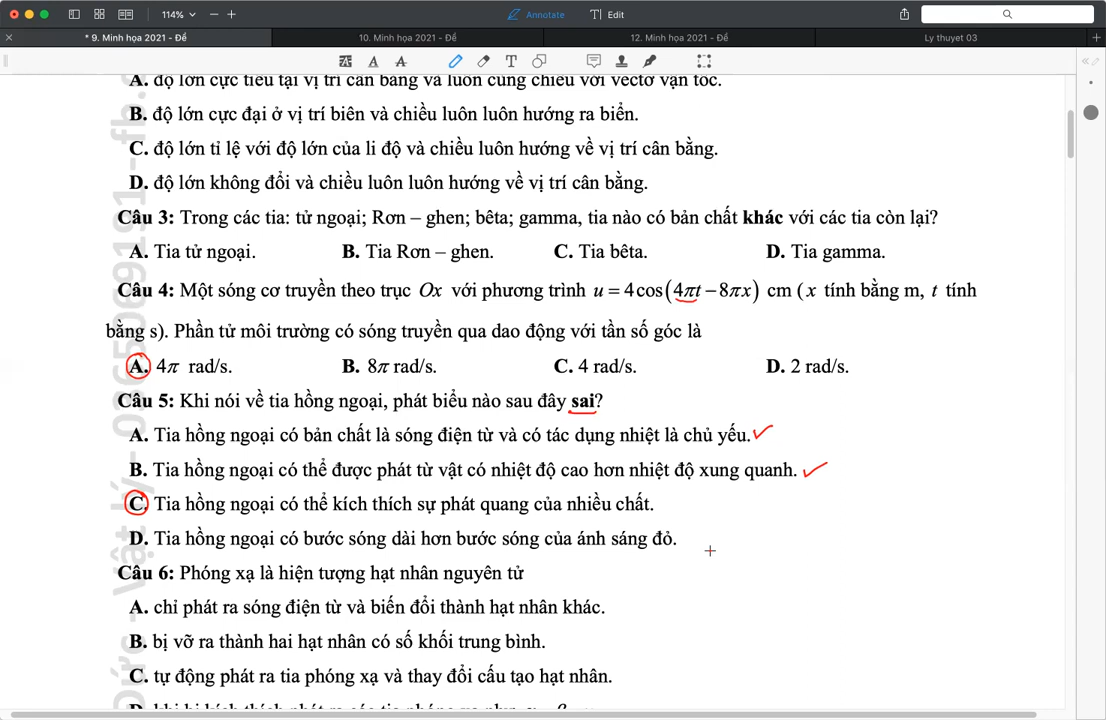 114%
Annotate
Edit
* 9. Minh họa 2021 - Đề
10. Minh họa 2021 - Đề
12. Minh họa 2021 - Đề
Ly thuyet 03
A. độ lớn cực tiểu tại vị trí cân bằng và luôn cùng chiều với vectơ vận tốc.
B. độ lớn cực đại ở vị trí biên và chiều luôn luôn hướng ra biển.
C. độ lớn tỉ lệ với độ lớn của li độ và chiều luôn hướng về vị trí cân bằng.
D. độ lớn không đổi và chiều luôn luôn hướng về vị trí cân bằng.
Câu 3: Trong các tia: tử ngoại; Rơn – ghen; bêta; gamma, tia nào có bản chất khác với các tia còn lại?
A. Tia tử ngoại. B. Tia Rơn – ghen. C. Tia bêta. D. Tia gamma.
Câu 4: Một sóng cơ truyền theo trục Ox với phương trình u = 4cos(4πt − 8πx) cm (x tính bằng m, t tính
bằng s). Phần tử môi trường có sóng truyền qua dao động với tần số góc là
A. 4π rad/s. B. 8π rad/s. C. 4 rad/s. D. 2 rad/s.
Câu 5: Khi nói về tia hồng ngoại, phát biểu nào sau đây sai?
A. Tia hồng ngoại có bản chất là sóng điện từ và có tác dụng nhiệt là chủ yếu.
B. Tia hồng ngoại có thể được phát từ vật có nhiệt độ cao hơn nhiệt độ xung quanh.
C. Tia hồng ngoại có thể kích thích sự phát quang của nhiều chất.
D. Tia hồng ngoại có bước sóng dài hơn bước sóng của ánh sáng đỏ.
Câu 6: Phóng xạ là hiện tượng hạt nhân nguyên tử
A. chỉ phát ra sóng điện từ và biến đổi thành hạt nhân khác.
B. bị vỡ ra thành hai hạt nhân có số khối trung bình.
C. tự động phát ra tia phóng xạ và thay đổi cấu tạo hạt nhân.